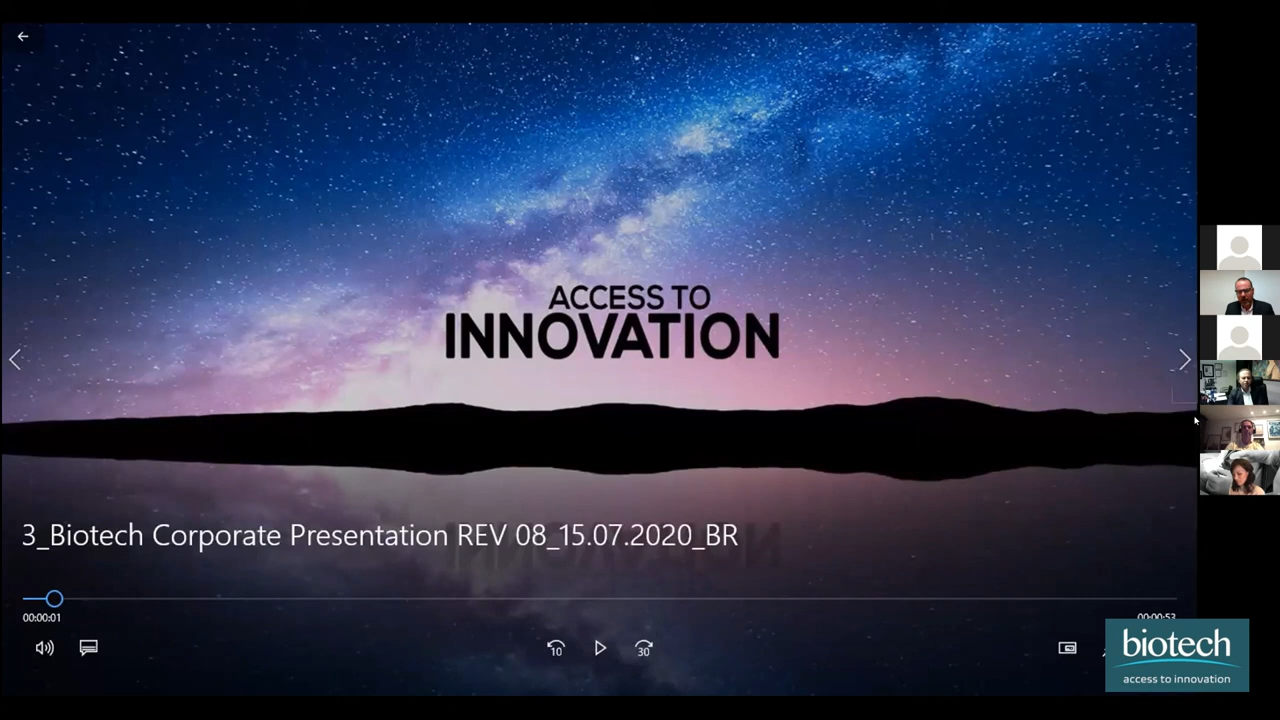 ACCESS TO
INNOVATION
3_Biotech Corporate Presentation REV 08_15.07.2020_BR
00:00:01
00:00:53
10
30
biotech
access to innovation